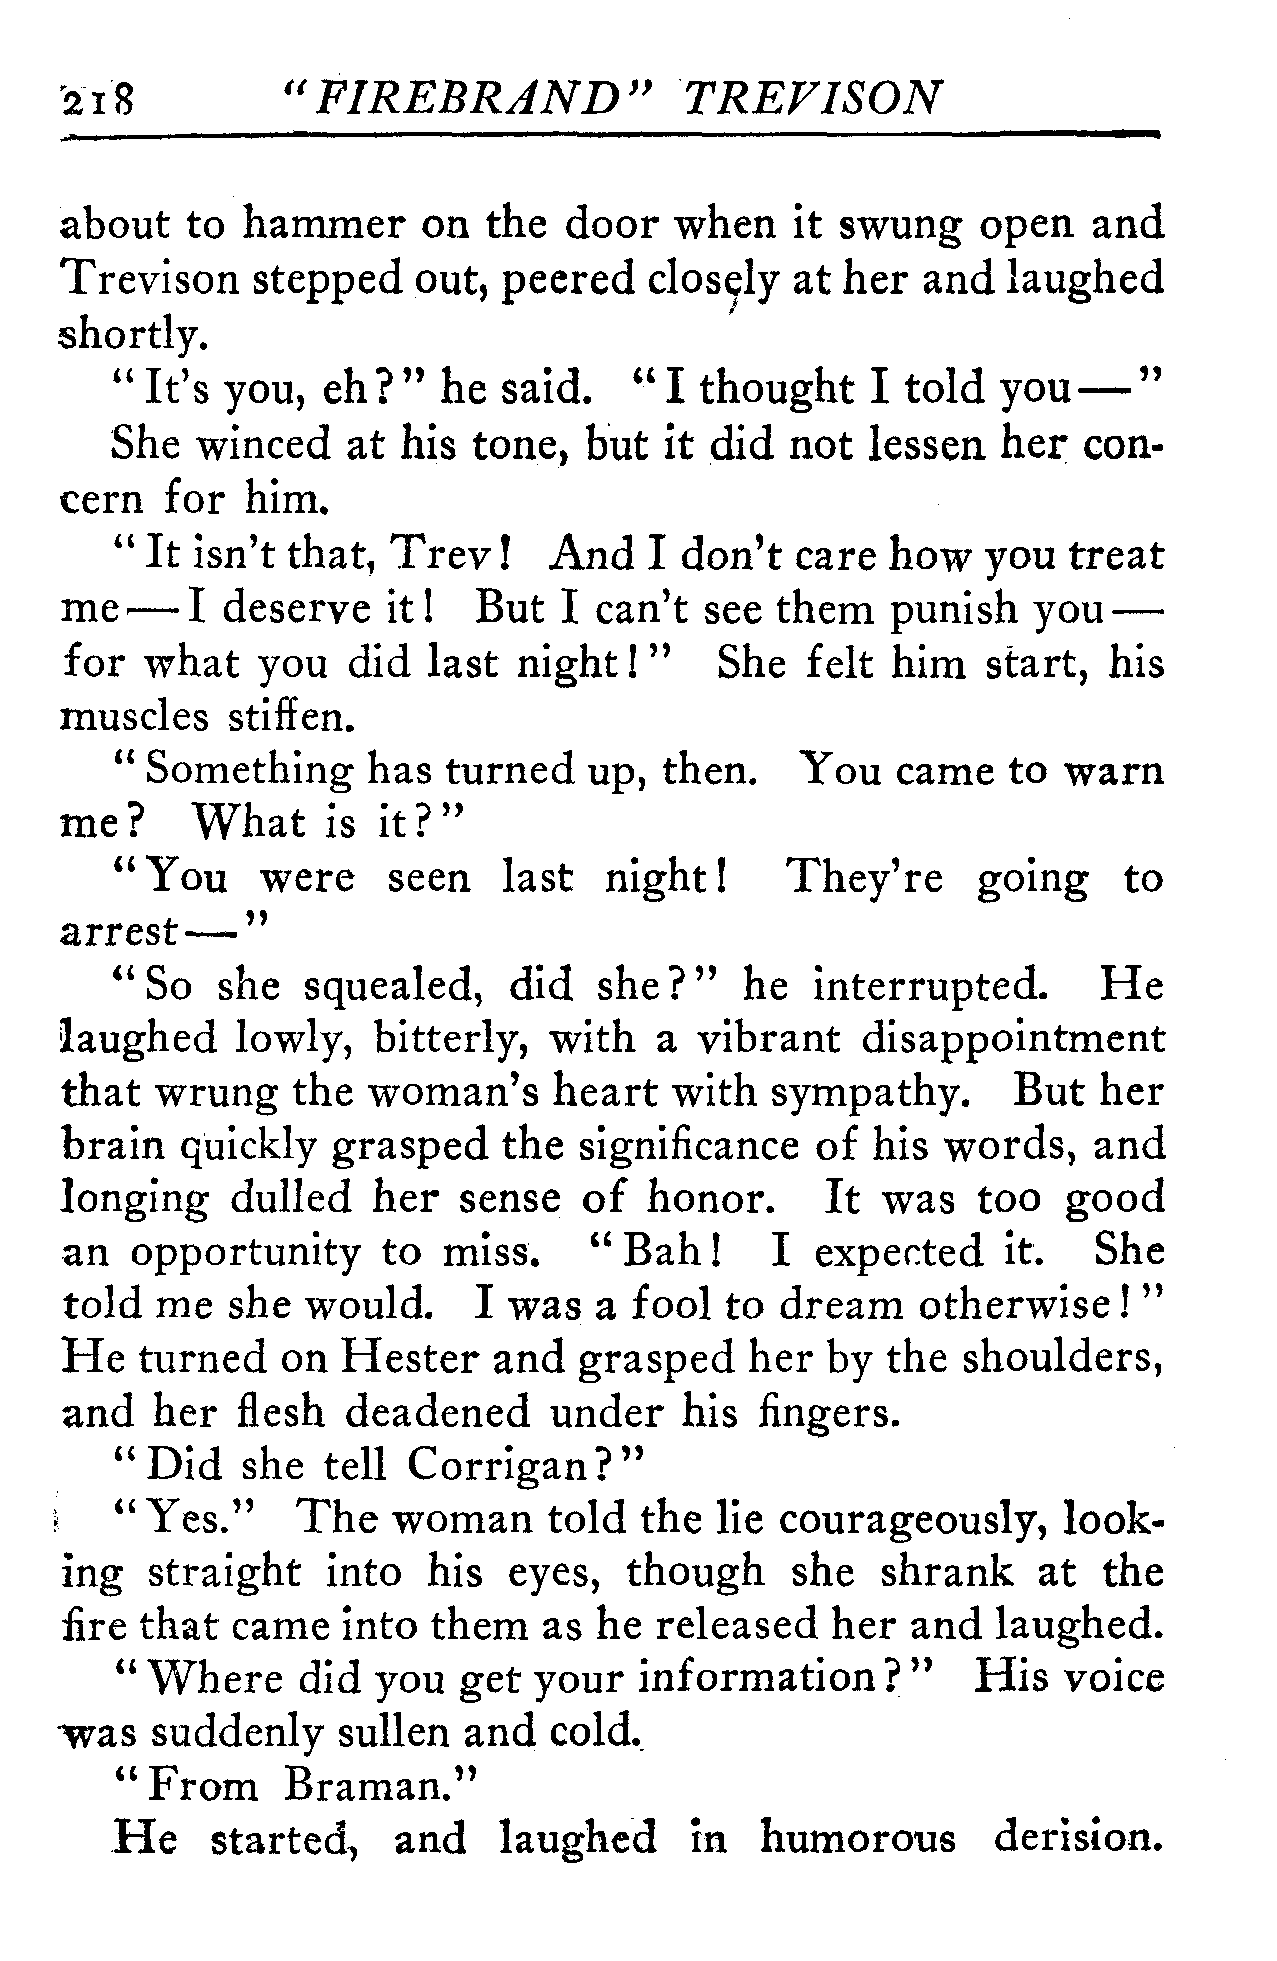 218 "FIREBRAND" TREVISON
about to hammer on the door when it swung open and
Trevison stepped out, peered closely at her and laughed
shortly.
"It's you, eh?" he said. "I thought I told you—"
She winced at his tone, but it did not lessen her con-
cern for him.
"It isn't that, Trev! And I don't care how you treat
me—I deserve it! But I can't see them punish you—
for what you did last night!" She felt him start, his
muscles stiffen.
"Something has turned up, then. You came to warn
me? What is it?"
"You were seen last night! They're going to
arrest—"
"So she squealed, did she?" he interrupted. He
laughed lowly, bitterly, with a vibrant disappointment
that wrung the woman's heart with sympathy. But her
brain quickly grasped the significance of his words, and
longing dulled her sense of honor. It was too good
an opportunity to miss. "Bah! I expected it. She
told me she would. I was a fool to dream otherwise!"
He turned on Hester and grasped her by the shoulders,
and her flesh deadened under his fingers.
"Did she tell Corrigan?"
"Yes." The woman told the lie courageously, look-
ing straight into his eyes, though she shrank at the
fire that came into them as he released her and laughed.
"Where did you get your information?" His voice
was suddenly sullen and cold.
"From Braman."
He started, and laughed in humorous derision.